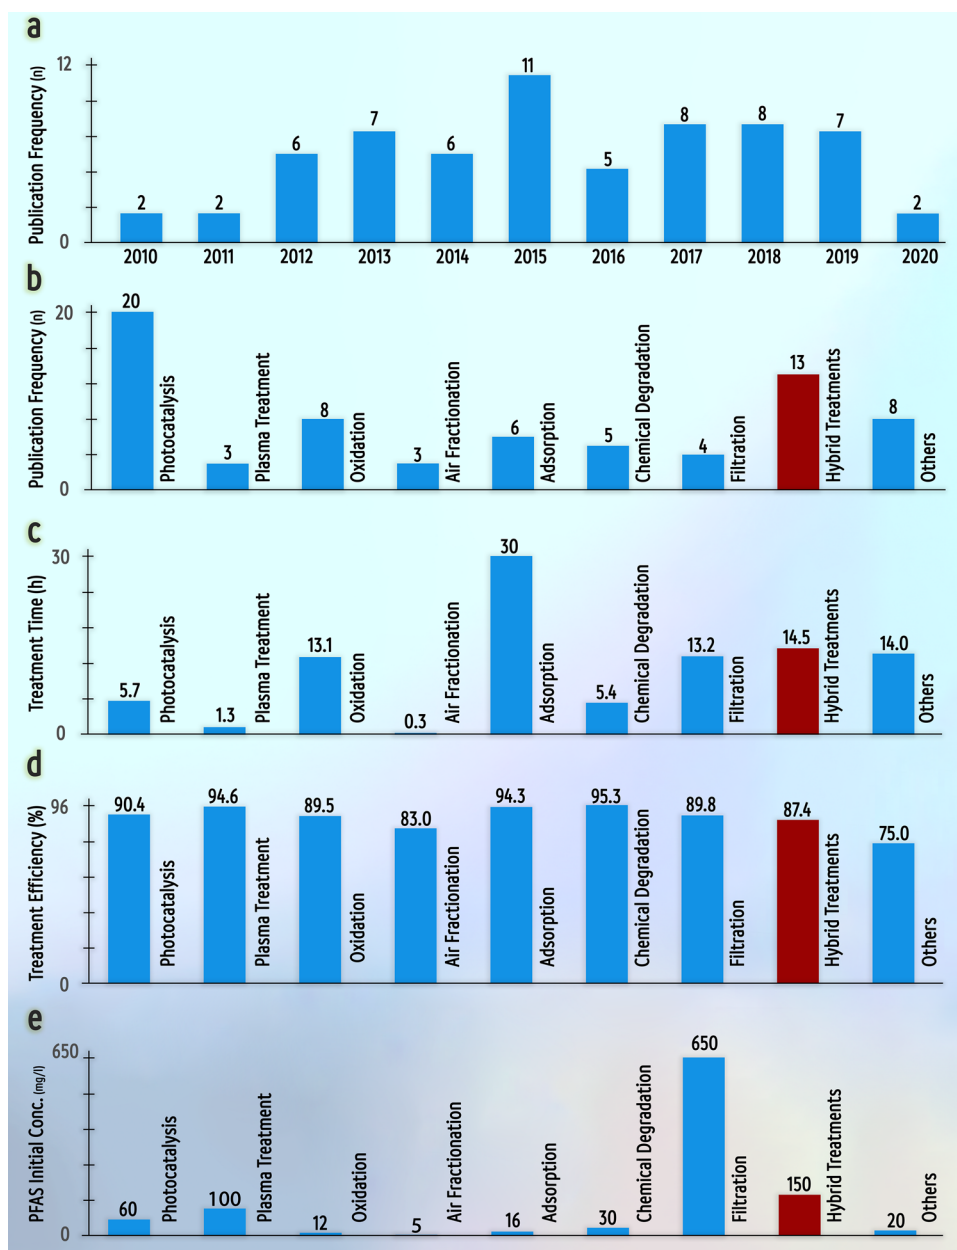 a
Publication Frequency (n)
12
0
2
2
6
7
6
11
5
8
8
7
2
2010 2011 2012 2013 2014 2015 2016 2017 2018 2019 2020
b
Publication Frequency (n)
20
0
20
Photocatalysis
3
Plasma Treatment
8
Oxidation
3
Air Fractionation
6
Adsorption
5
Chemical Degradation
4
Filtration
13
Hybrid Treatments
8
Others
c
Treatment Time (h)
30
0
5.7
Photocatalysis
1.3
Plasma Treatment
13.1
Oxidation
0.3
Air Fractionation
30
Adsorption
5.4
Chemical Degradation
13.2
Filtration
14.5
Hybrid Treatments
14.0
Others
d
Treatment Efficiency (%)
96
0
90.4
Photocatalysis
94.6
Plasma Treatment
89.5
Oxidation
83.0
Air Fractionation
94.3
Adsorption
95.3
Chemical Degradation
89.8
Filtration
87.4
Hybrid Treatments
75.0
Others
e
PFAS Initial Conc. (mg/l)
650
0
60
Photocatalysis
100
Plasma Treatment
12
Oxidation
5
Air Fractionation
16
Adsorption
30
Chemical Degradation
650
Filtration
150
Hybrid Treatments
20
Others